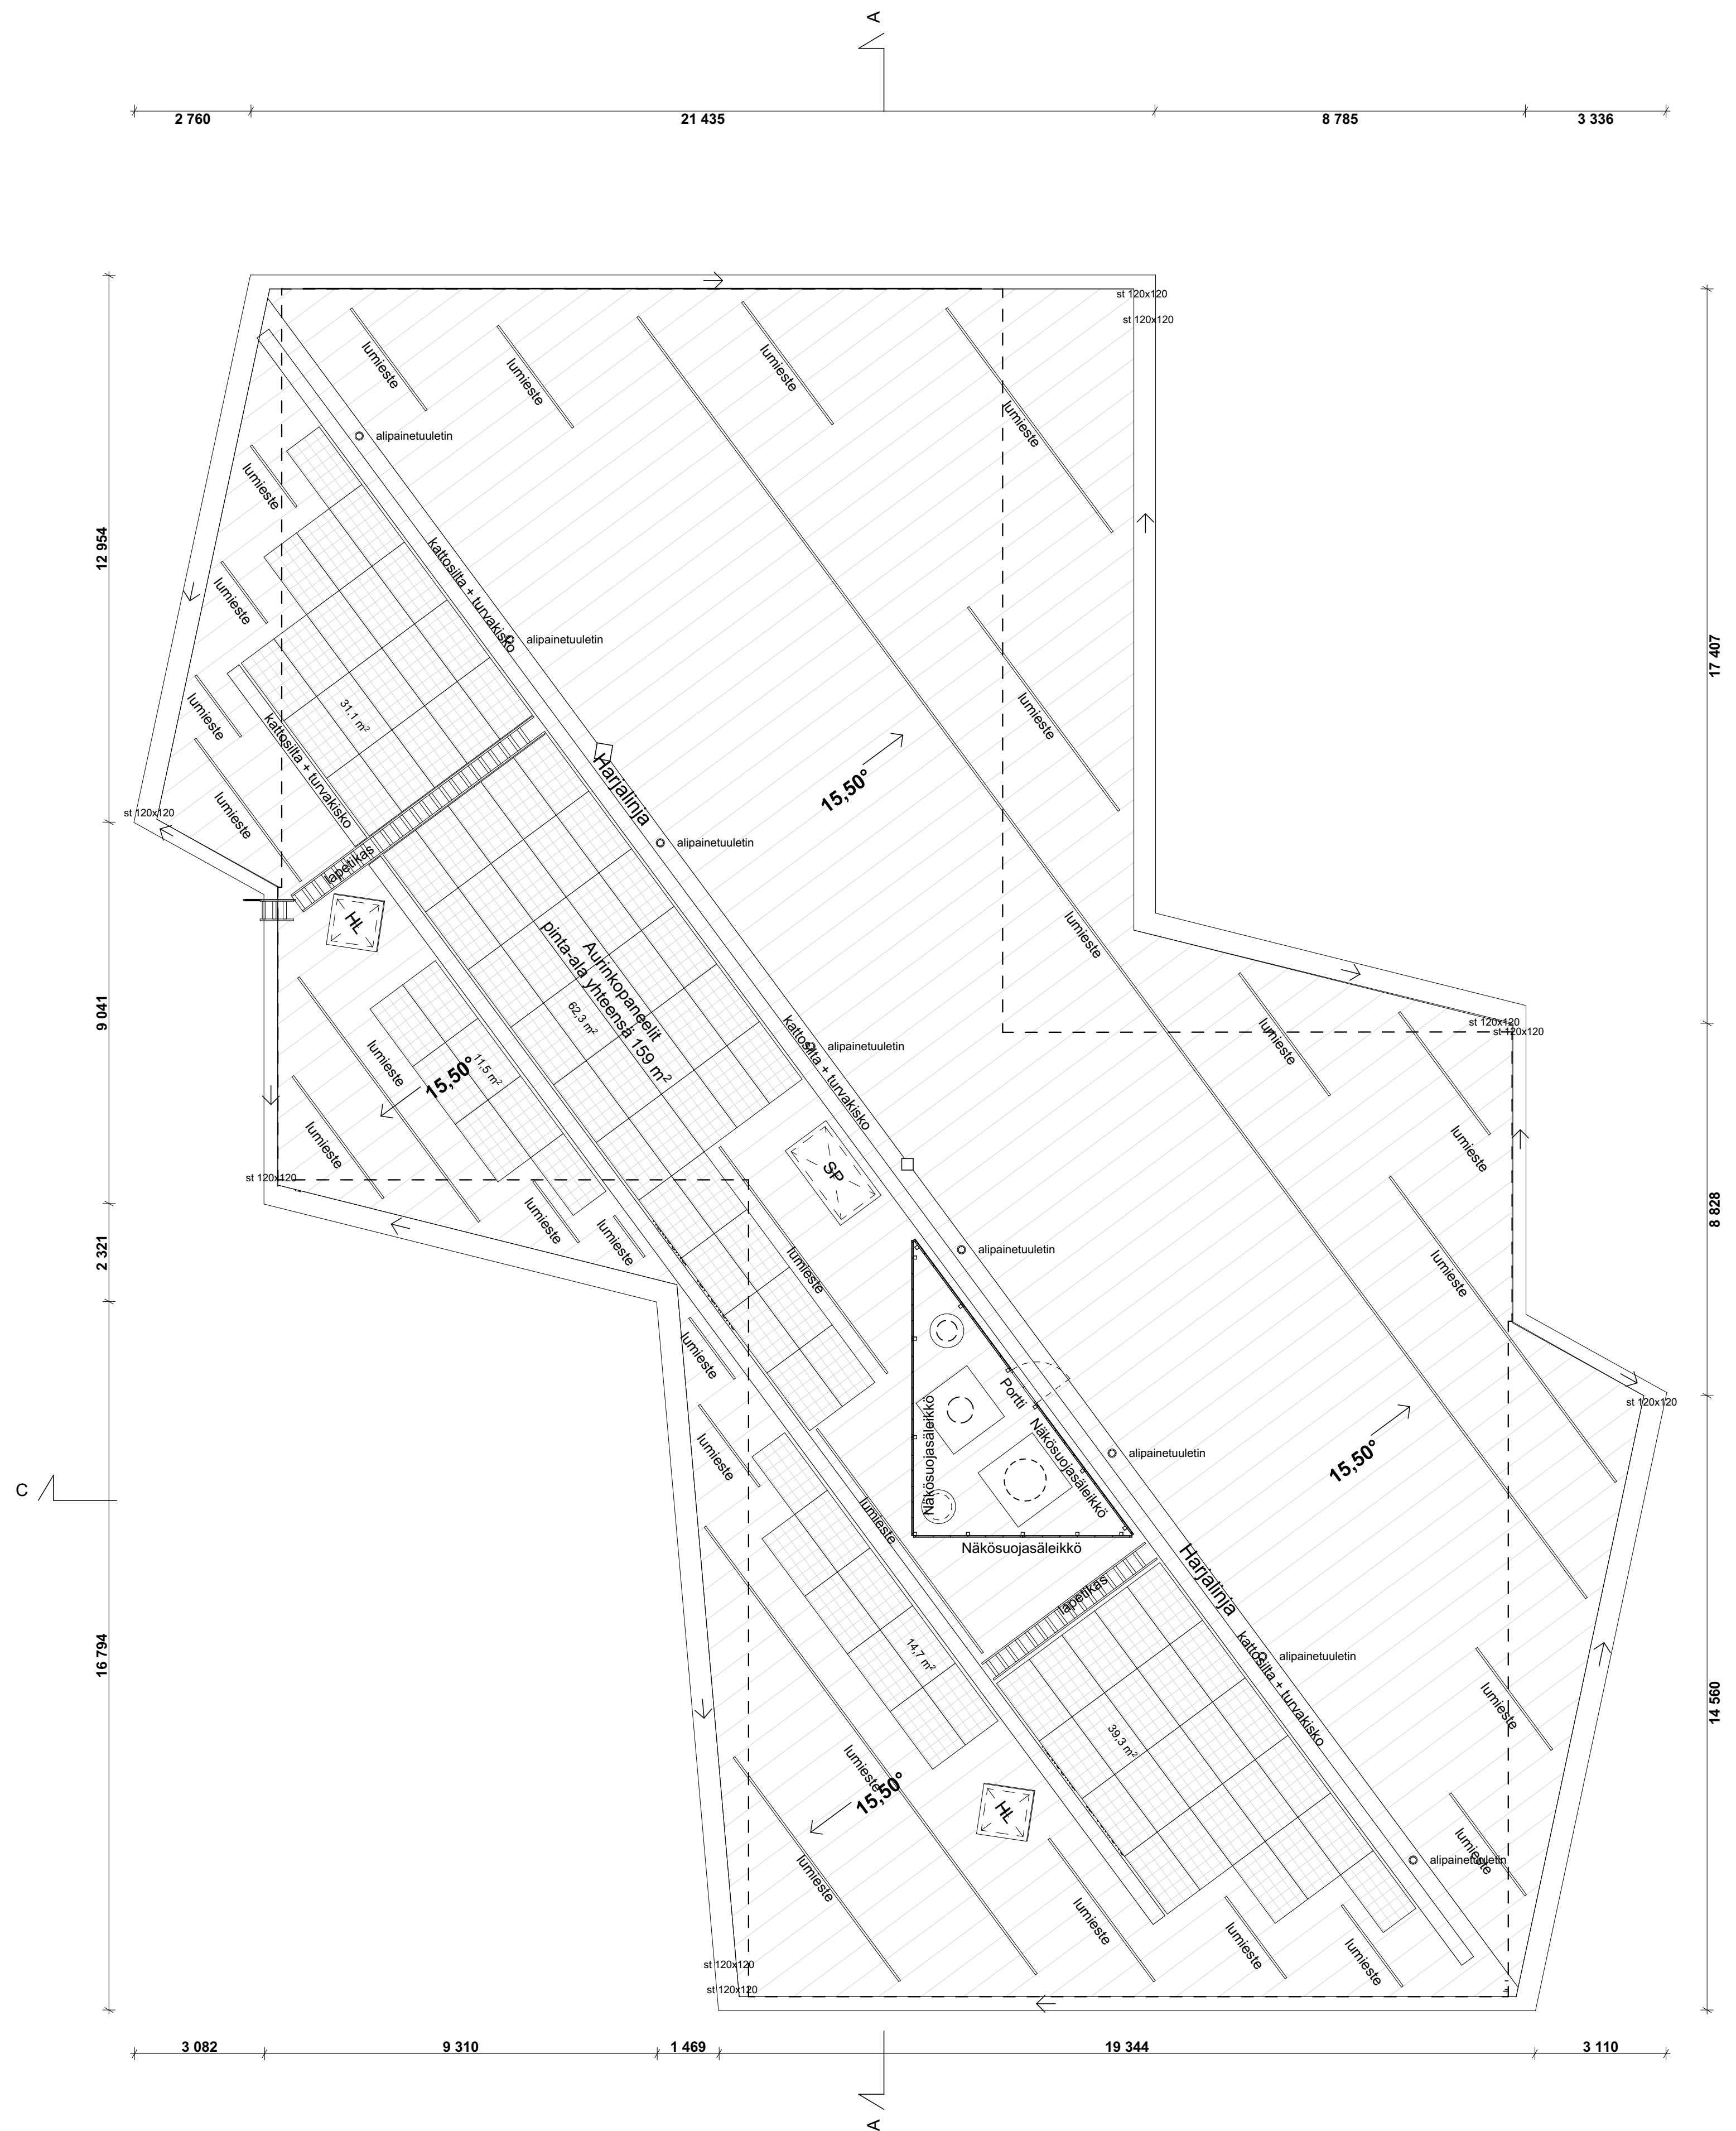 A
2 760
21 435
8 785
3 336
st 120x120
st 120x120
lumieste
lumieste
lumieste
lumieste
alipainetuuletin
lumieste
12 954
kattosilta + turvakisko
lumieste
alipainetuuletin
17 407
31,1 m²
lumieste
kattosilta + turvakisko
lumieste
Harjalinja
15,50°
lumieste
st 120x120
alipainetuuletin
lapetikas
HL
lumieste
Aurinkopaneelit
pinta-ala yhteensä 159 m²
62,3 m²
9 041
st 120x120
st 120x120
lumieste
kattosilta + turvakisko
alipainetuuletin
lumieste
15,50°
11,5 m²
lumieste
lumieste
SP
st 120x120
8 828
lumieste
lumieste
2 321
alipainetuuletin
lumieste
lumieste
lumieste
Portti
st 120x120
Näkösuojasäleikkö
Näkösuojasäleikkö
lumieste
alipainetuuletin
15,50°
C
lumieste
Näkösuojasäleikkö
Harjalinja
lapetikas
16 794
14,7 m²
kattosilta + turvakisko
alipainetuuletin
14 560
lumieste
39,3 m²
lumieste
15,50°
HL
lumieste
alipainetuuletin
lumieste
lumieste
lumieste
lumieste
st 120x120
st 120x120
3 082
9 310
1 469
19 344
3 110
A